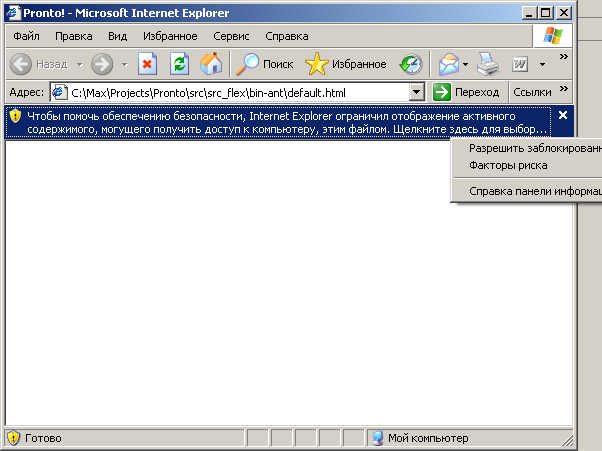 Pronto! - Microsoft Internet Explorer
Файл Правка Вид Избранное Сервис Справка
Назад Поиск Избранное
Адрес: C:\Max\Projects\Pronto\src\src_flex\bin-ant\default.html Переход Ссылки
Чтобы помочь обеспечению безопасности, Internet Explorer ограничил отображение активного
содержимого, могущего получить доступ к компьютеру, этим файлом. Щелкните здесь для выбор...
Разрешить заблокированн
Факторы риска
Справка панели информац
Готово Мой компьютер